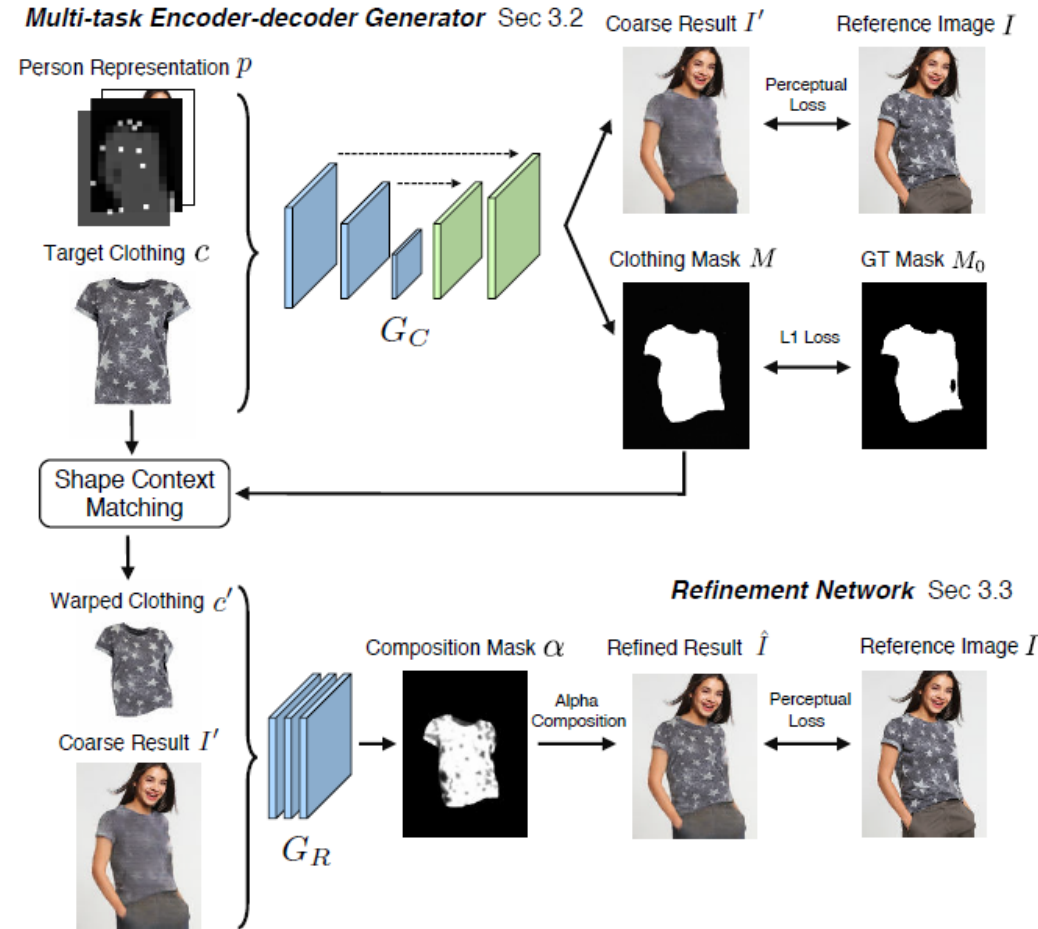 Multi-task Encoder-decoder Generator Sec 3.2
Coarse Result I′
Reference Image I
Person Representation p
Perceptual
Loss
Target Clothing c
G_C
Clothing Mask M
GT Mask M_0
L1 Loss
Shape Context
Matching
Warped Clothing c′
Refinement Network Sec 3.3
Composition Mask α
Refined Result Î
Reference Image I
Alpha
Composition
Perceptual
Loss
Coarse Result I′
G_R